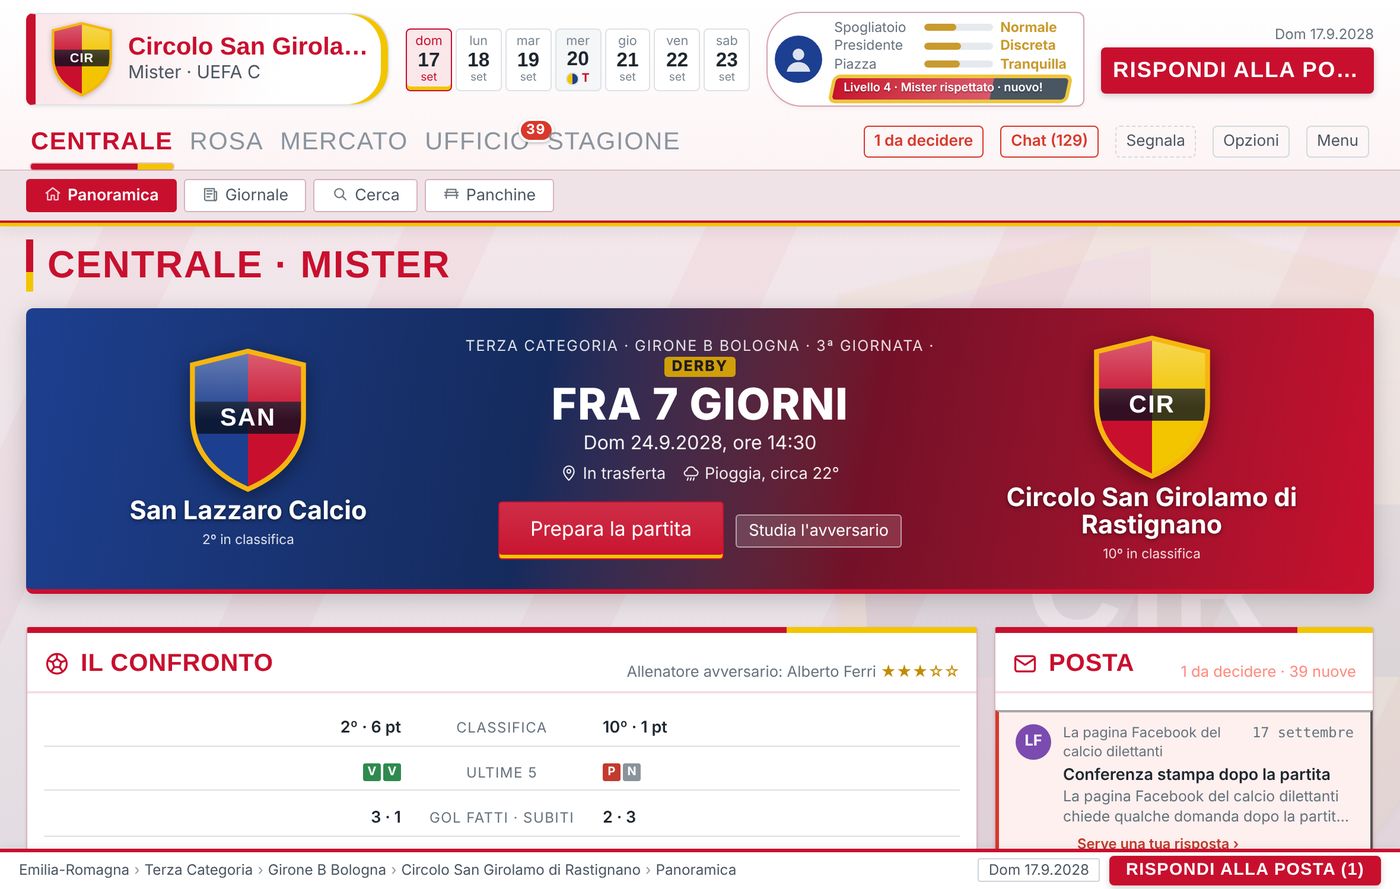 CIR
Circolo San Girola...
Mister · UEFA C
dom
17
set
lun
18
set
mar
19
set
mer
20
T
gio
21
set
ven
22
set
sab
23
set
Spogliatoio Normale
Presidente Discreta
Piazza Tranquilla
Livello 4 · Mister rispettato · nuovo!
Dom 17.9.2028
RISPONDI ALLA PO...
CENTRALE ROSA MERCATO UFFICIO 39 STAGIONE
1 da decidere Chat (129) Segnala Opzioni Menu
Panoramica Giornale Cerca Panchine
CENTRALE · MISTER
SAN
San Lazzaro Calcio
2º in classifica
TERZA CATEGORIA · GIRONE B BOLOGNA · 3ª GIORNATA ·
DERBY
FRA 7 GIORNI
Dom 24.9.2028, ore 14:30
In trasferta Pioggia, circa 22°
Prepara la partita Studia l'avversario
CIR
Circolo San Girolamo di
Rastignano
10º in classifica
CIR
IL CONFRONTO
Allenatore avversario: Alberto Ferri ★★★☆☆
2º · 6 pt CLASSIFICA 10º · 1 pt
V V ULTIME 5 P N
3 · 1 GOL FATTI · SUBITI 2 · 3
POSTA
1 da decidere · 39 nuove
LF
La pagina Facebook del
calcio dilettanti
17 settembre
Conferenza stampa dopo la partita
La pagina Facebook del calcio dilettanti
chiede qualche domanda dopo la partit...
Serve una tua risposta ›
Emilia-Romagna › Terza Categoria › Girone B Bologna › Circolo San Girolamo di Rastignano › Panoramica
Dom 17.9.2028
RISPONDI ALLA POSTA (1)